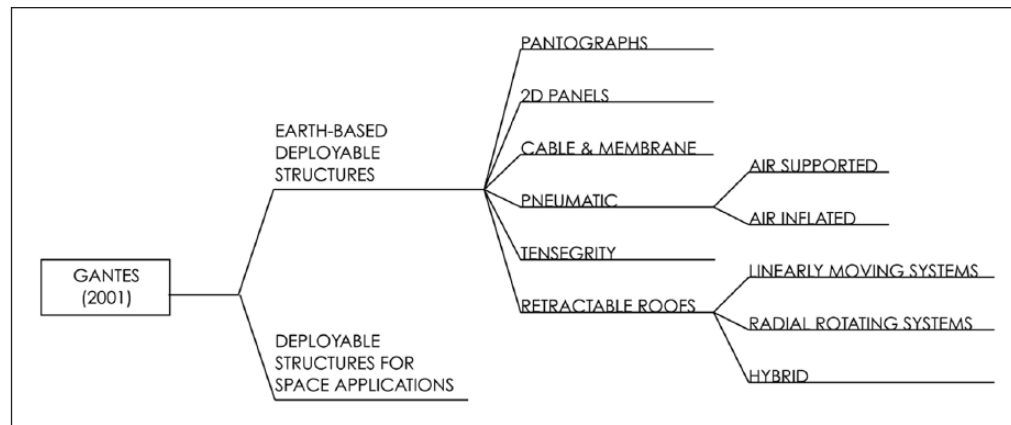 GANTES
(2001)
EARTH-BASED
DEPLOYABLE
STRUCTURES
PANTOGRAPHS
2D PANELS
CABLE & MEMBRANE
PNEUMATIC
AIR SUPPORTED
AIR INFLATED
TENSEGRITY
RETRACTABLE ROOFS
LINEARLY MOVING SYSTEMS
RADIAL ROTATING SYSTEMS
HYBRID
DEPLOYABLE
STRUCTURES FOR
SPACE APPLICATIONS